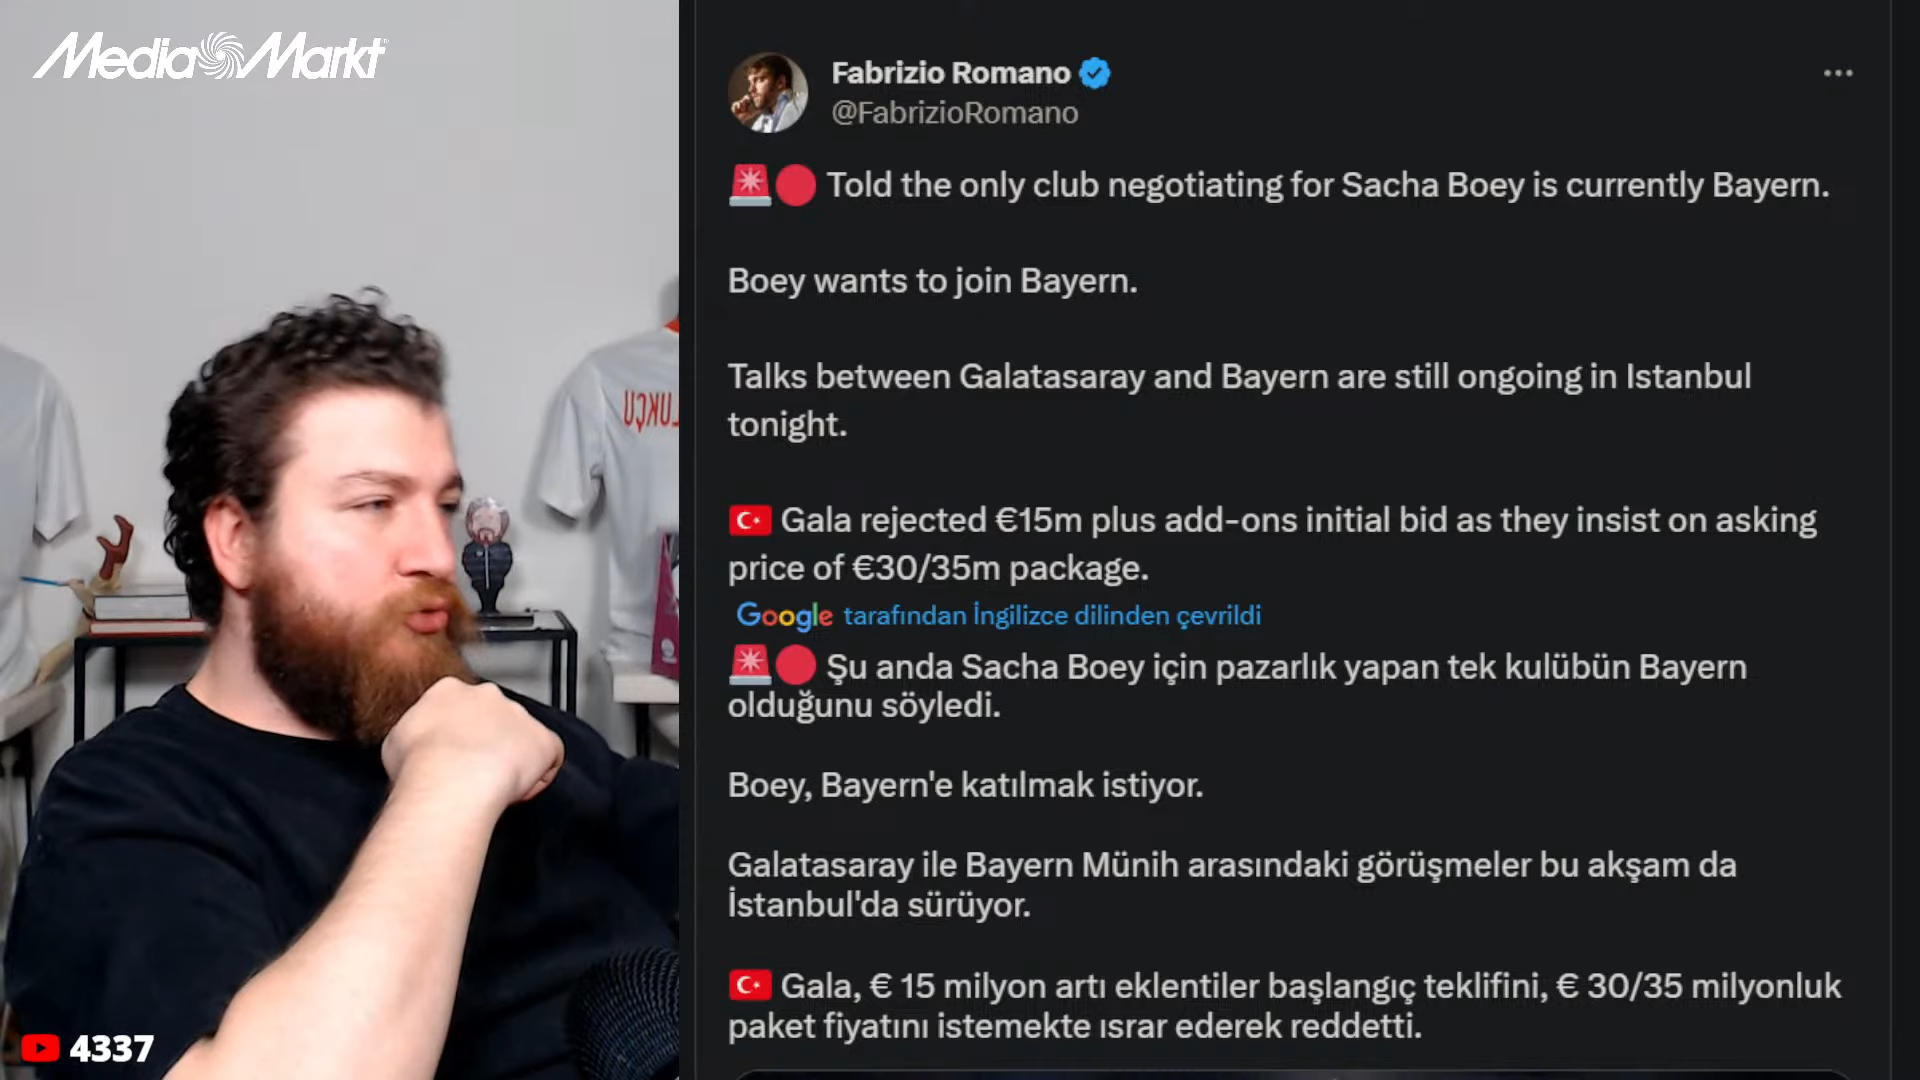 MediaMarkt
Fabrizio Romano
@FabrizioRomano
Told the only club negotiating for Sacha Boey is currently Bayern.
Boey wants to join Bayern.
Talks between Galatasaray and Bayern are still ongoing in Istanbul
tonight.
Gala rejected €15m plus add-ons initial bid as they insist on asking
price of €30/35m package.
Google tarafından İngilizce dilinden çevrildi
Şu anda Sacha Boey için pazarlık yapan tek kulübün Bayern
olduğunu söyledi.
Boey, Bayern'e katılmak istiyor.
Galatasaray ile Bayern Münih arasındaki görüşmeler bu akşam da
İstanbul'da sürüyor.
Gala, € 15 milyon artı eklentiler başlangıç teklifini, € 30/35 milyonluk
paket fiyatını istemekte ısrar ederek reddetti.
4337